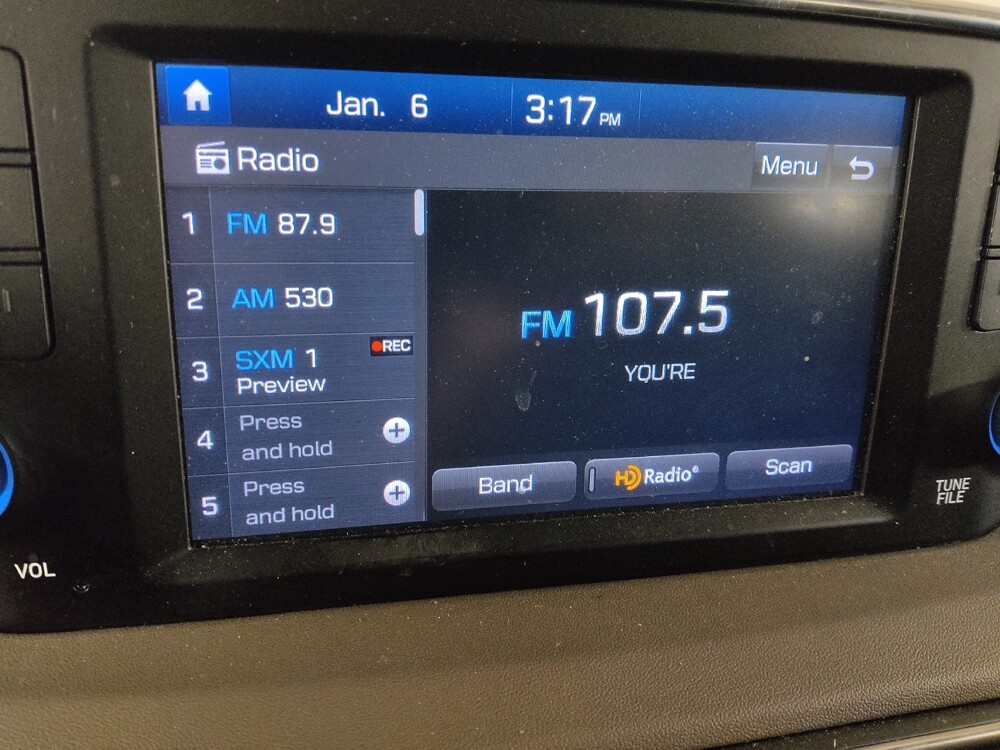 Jan. 6 3:17 PM
Radio Menu
1 FM 87.9
2 AM 530
3 SXM 1 REC
Preview
4 Press
and hold
5 Press
and hold
FM 107.5
YOU'RE
Band HD Radio® Scan
VOL
TUNE
FILE